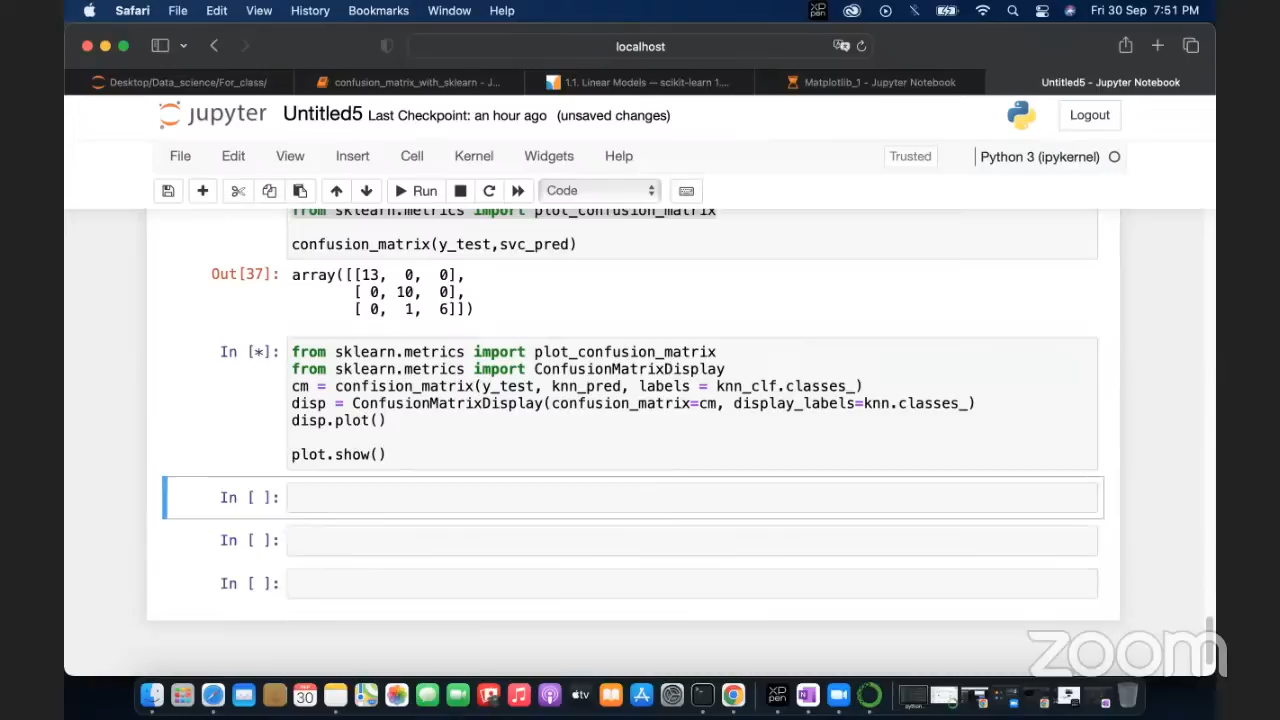 Safari File Edit View History Bookmarks Window Help XP pen Fri 30 Sep 7:51 PM
localhost
Desktop/Data_science/For_class/ confusion_matrix_with_sklearn - J... 1.1. Linear Models — scikit-learn 1.... Matplotlib_1 - Jupyter Notebook Untitled5 - Jupyter Notebook
jupyter Untitled5 Last Checkpoint: an hour ago (unsaved changes) Logout
File Edit View Insert Cell Kernel Widgets Help Trusted Python 3 (ipykernel)
Run Code
from sklearn.metrics import plot_confusion_matrix
confusion_matrix(y_test,svc_pred)
Out[37]: array([[13, 0, 0],
[ 0, 10, 0],
[ 0, 1, 6]])
In [*]: from sklearn.metrics import plot_confusion_matrix
from sklearn.metrics import ConfusionMatrixDisplay
cm = confision_matrix(y_test, knn_pred, labels = knn_clf.classes_)
disp = ConfusionMatrixDisplay(confusion_matrix=cm, display_labels=knn.classes_)
disp.plot()
plot.show()
In [ ]:
In [ ]:
In [ ]:
zoom
30 tv XP pen